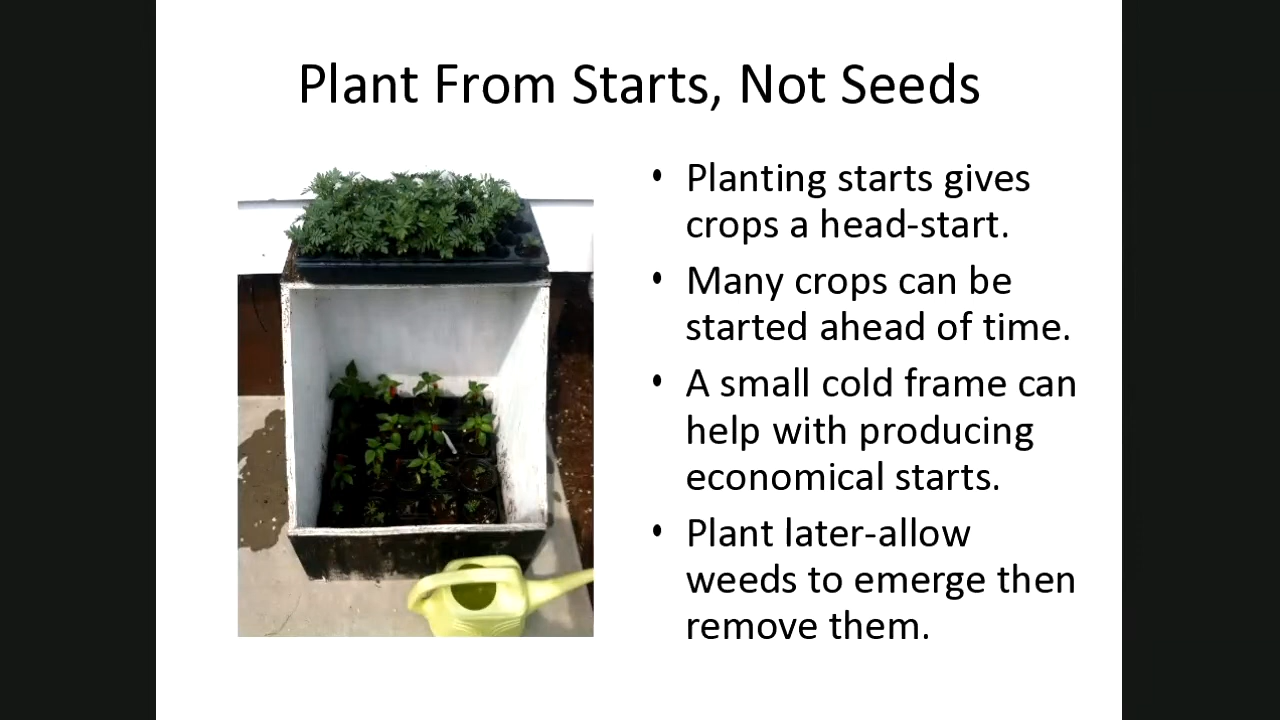 Plant From Starts, Not Seeds
• Planting starts gives
crops a head-start.
• Many crops can be
started ahead of time.
• A small cold frame can
help with producing
economical starts.
• Plant later-allow
weeds to emerge then
remove them.